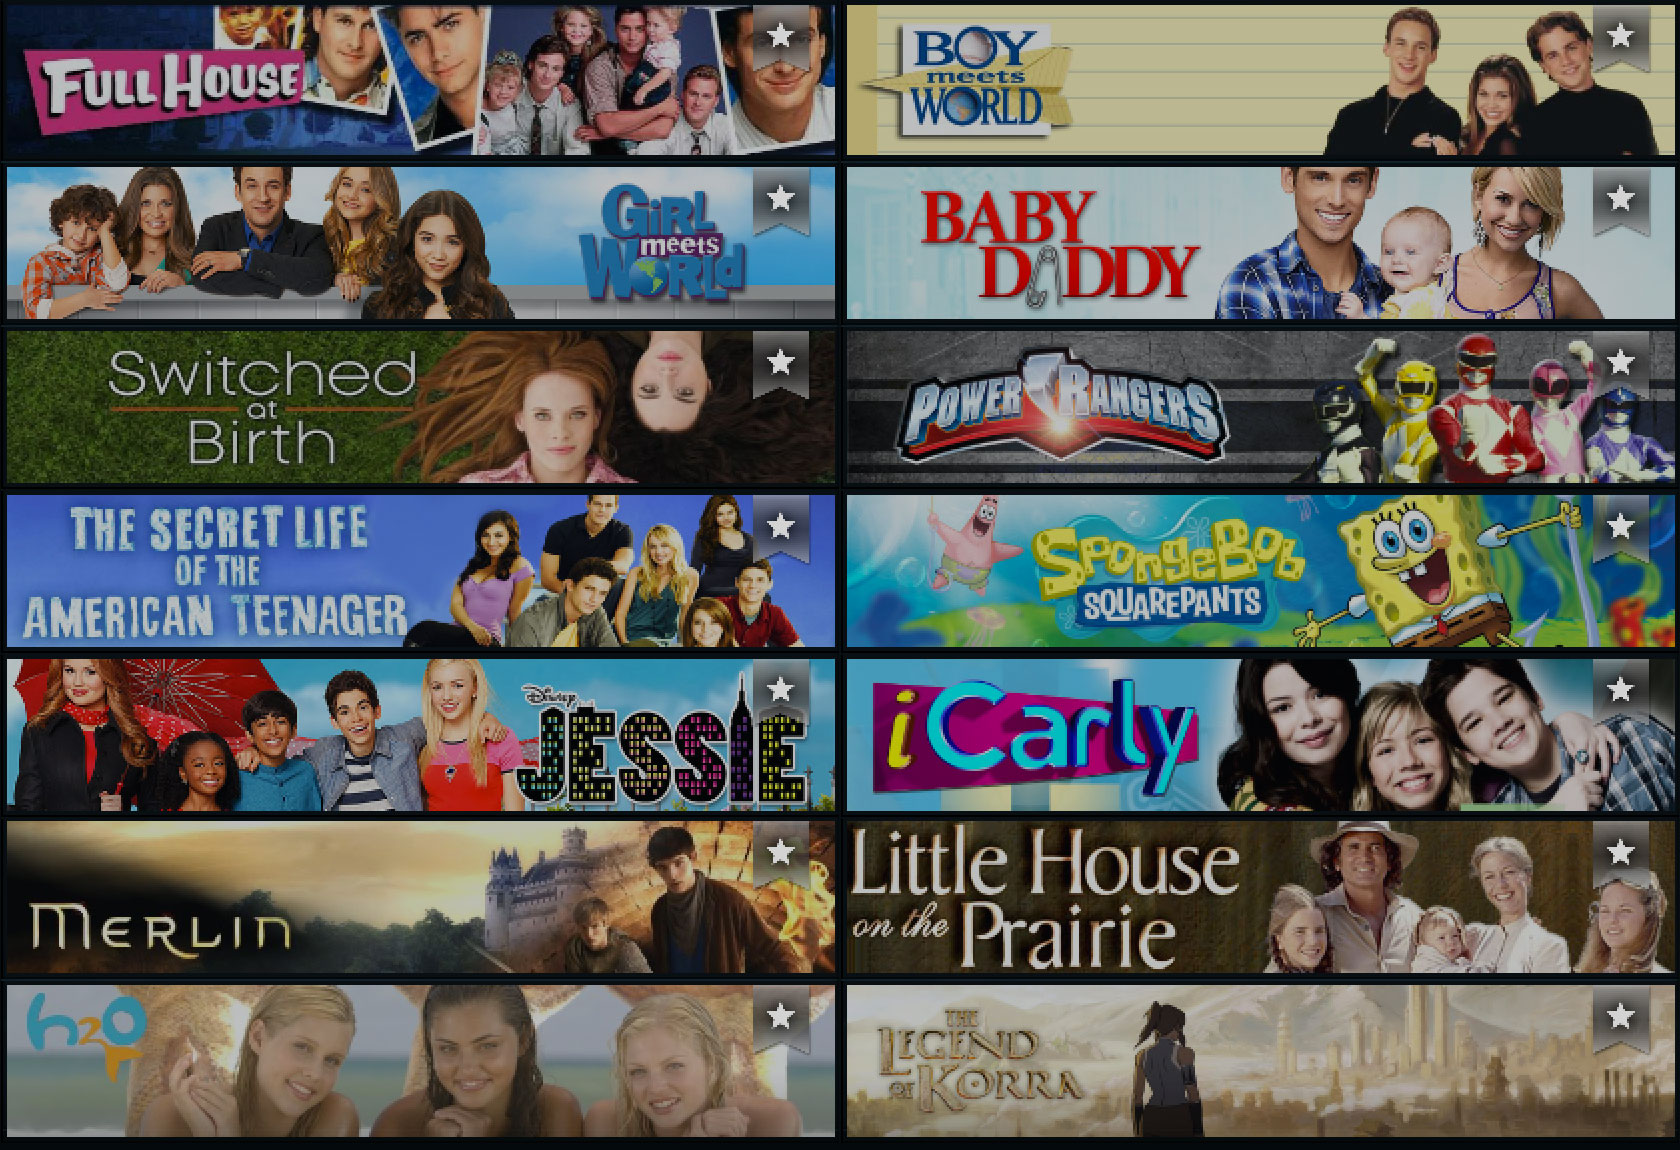 FULL HOUSE
BOY
meets
WORLD
GIRL
meets
WORLD
BABY
DADDY
Switched
at
Birth
POWER RANGERS
THE SECRET LIFE
OF THE
AMERICAN TEENAGER
SPONGEBOB
SQUAREPANTS
Disney
JESSIE
iCarly
MERLIN
Little House
on the Prairie
h2o
THE
LEGEND
OF KORRA